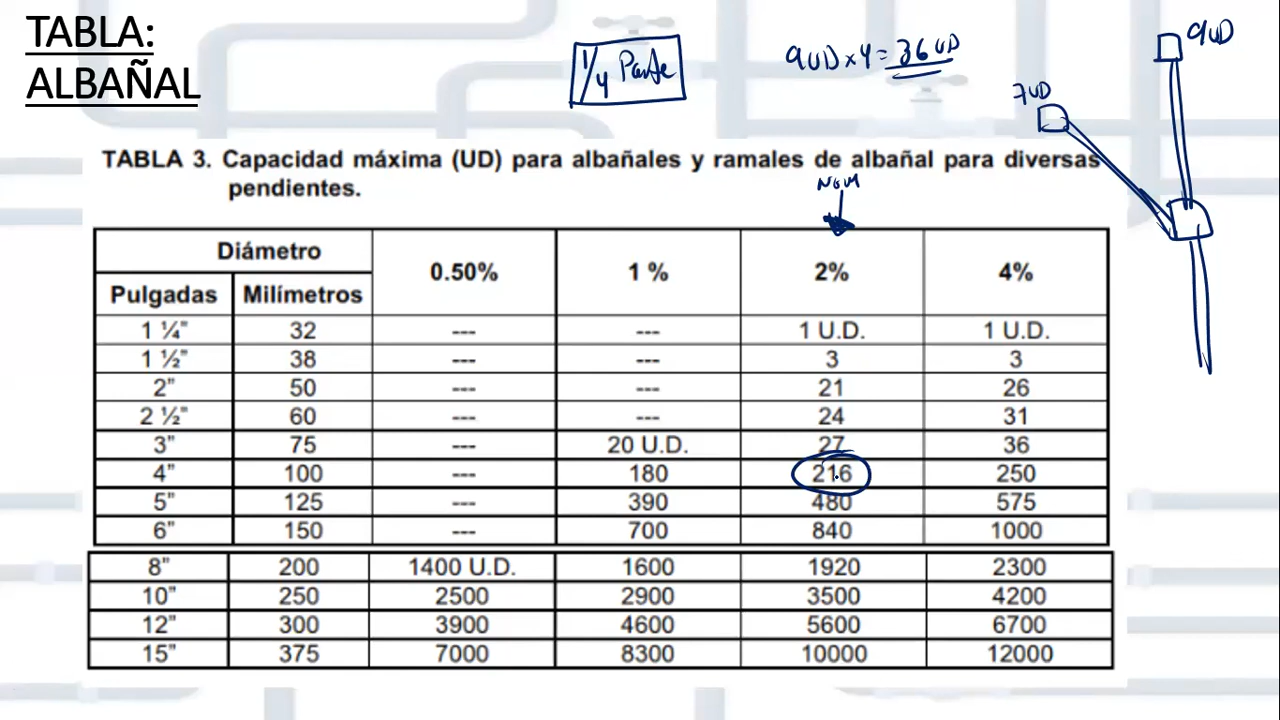 TABLA:
ALBAÑAL
1/4 Parte
9UD x 4 = 36 UD
9UD
7UD
TABLA 3. Capacidad máxima (UD) para albañales y ramales de albañal para diversas
pendientes.
Diámetro 0.50% 1 % 2% 4%
Pulgadas Milímetros
1 ¼” 32 --- --- 1 U.D. 1 U.D.
1 ½” 38 --- --- 3 3
2” 50 --- --- 21 26
2 ½” 60 --- --- 24 31
3” 75 --- 20 U.D. 27 36
4” 100 --- 180 216 250
5” 125 --- 390 480 575
6” 150 --- 700 840 1000
8” 200 1400 U.D. 1600 1920 2300
10” 250 2500 2900 3500 4200
12” 300 3900 4600 5600 6700
15” 375 7000 8300 10000 12000